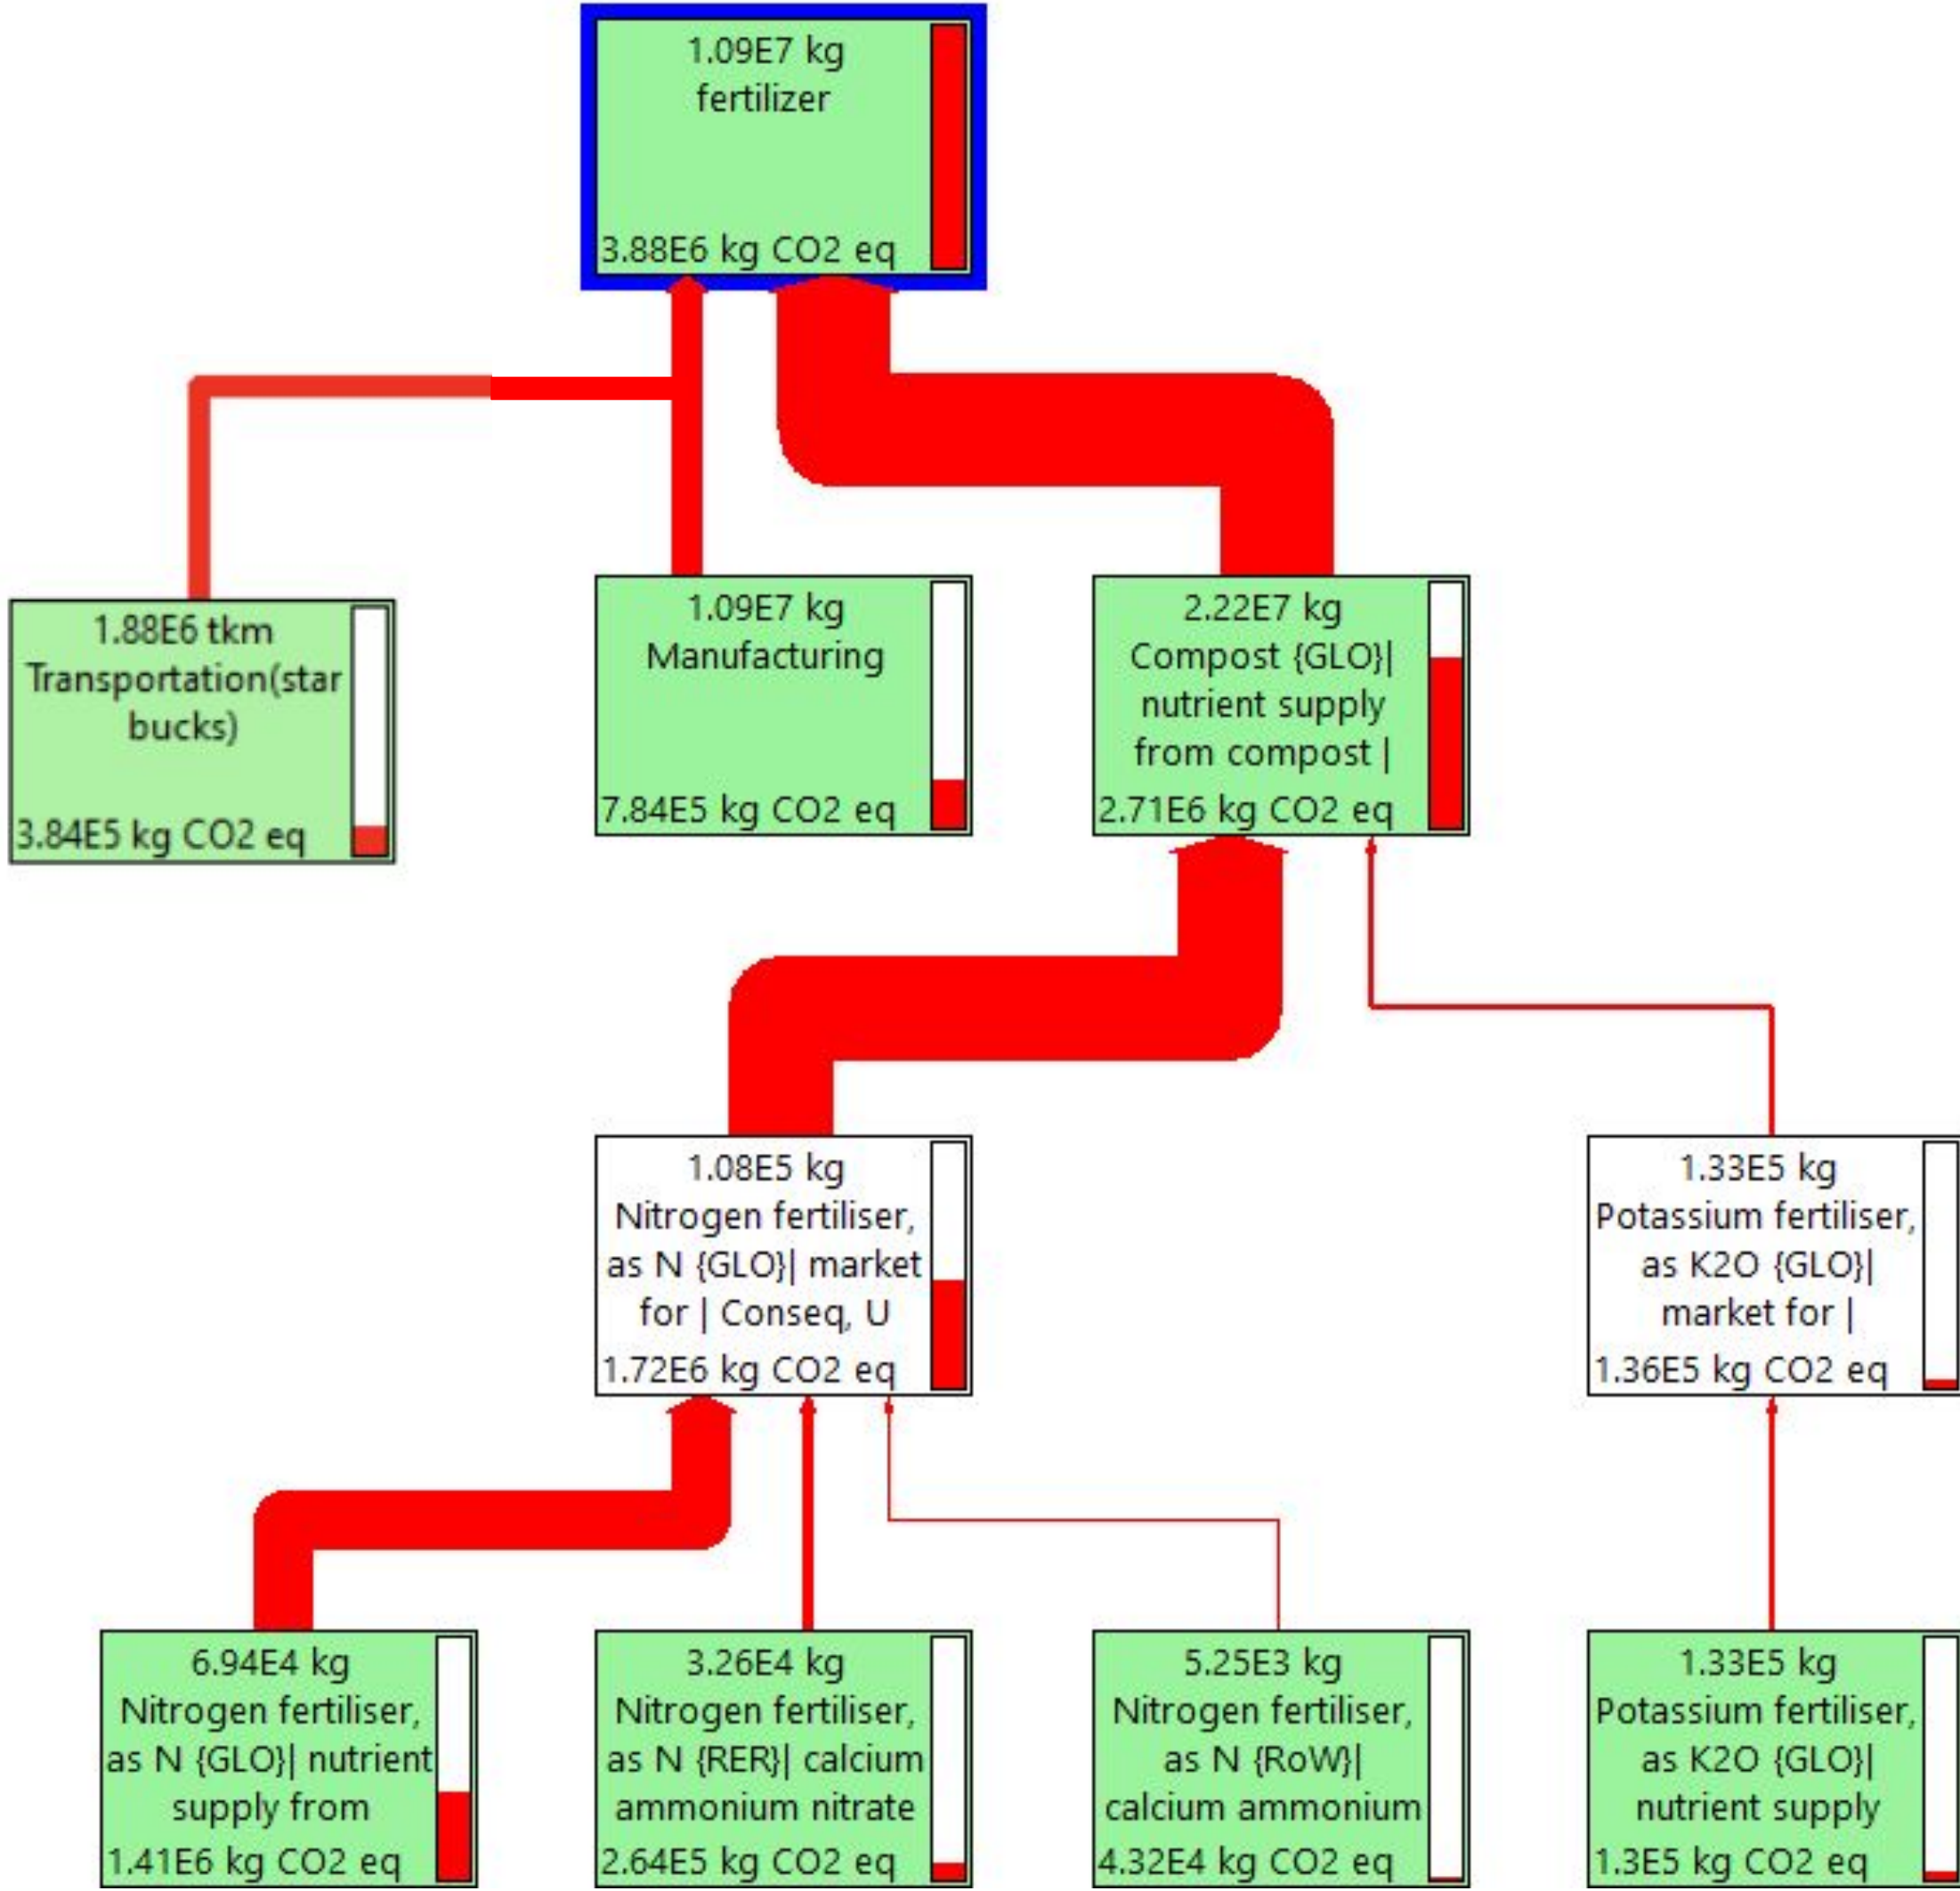 1.09E7 kg
fertilizer
3.88E6 kg CO2 eq
1.88E6 tkm
Transportation(star
bucks)
3.84E5 kg CO2 eq
1.09E7 kg
Manufacturing
7.84E5 kg CO2 eq
2.22E7 kg
Compost {GLO}|
nutrient supply
from compost |
2.71E6 kg CO2 eq
1.08E5 kg
Nitrogen fertiliser,
as N {GLO}| market
for | Conseq, U
1.72E6 kg CO2 eq
1.33E5 kg
Potassium fertiliser,
as K2O {GLO}|
market for |
1.36E5 kg CO2 eq
6.94E4 kg
Nitrogen fertiliser,
as N {GLO}| nutrient
supply from
1.41E6 kg CO2 eq
3.26E4 kg
Nitrogen fertiliser,
as N {RER}| calcium
ammonium nitrate
2.64E5 kg CO2 eq
5.25E3 kg
Nitrogen fertiliser,
as N {RoW}|
calcium ammonium
4.32E4 kg CO2 eq
1.33E5 kg
Potassium fertiliser,
as K2O {GLO}|
nutrient supply
1.3E5 kg CO2 eq